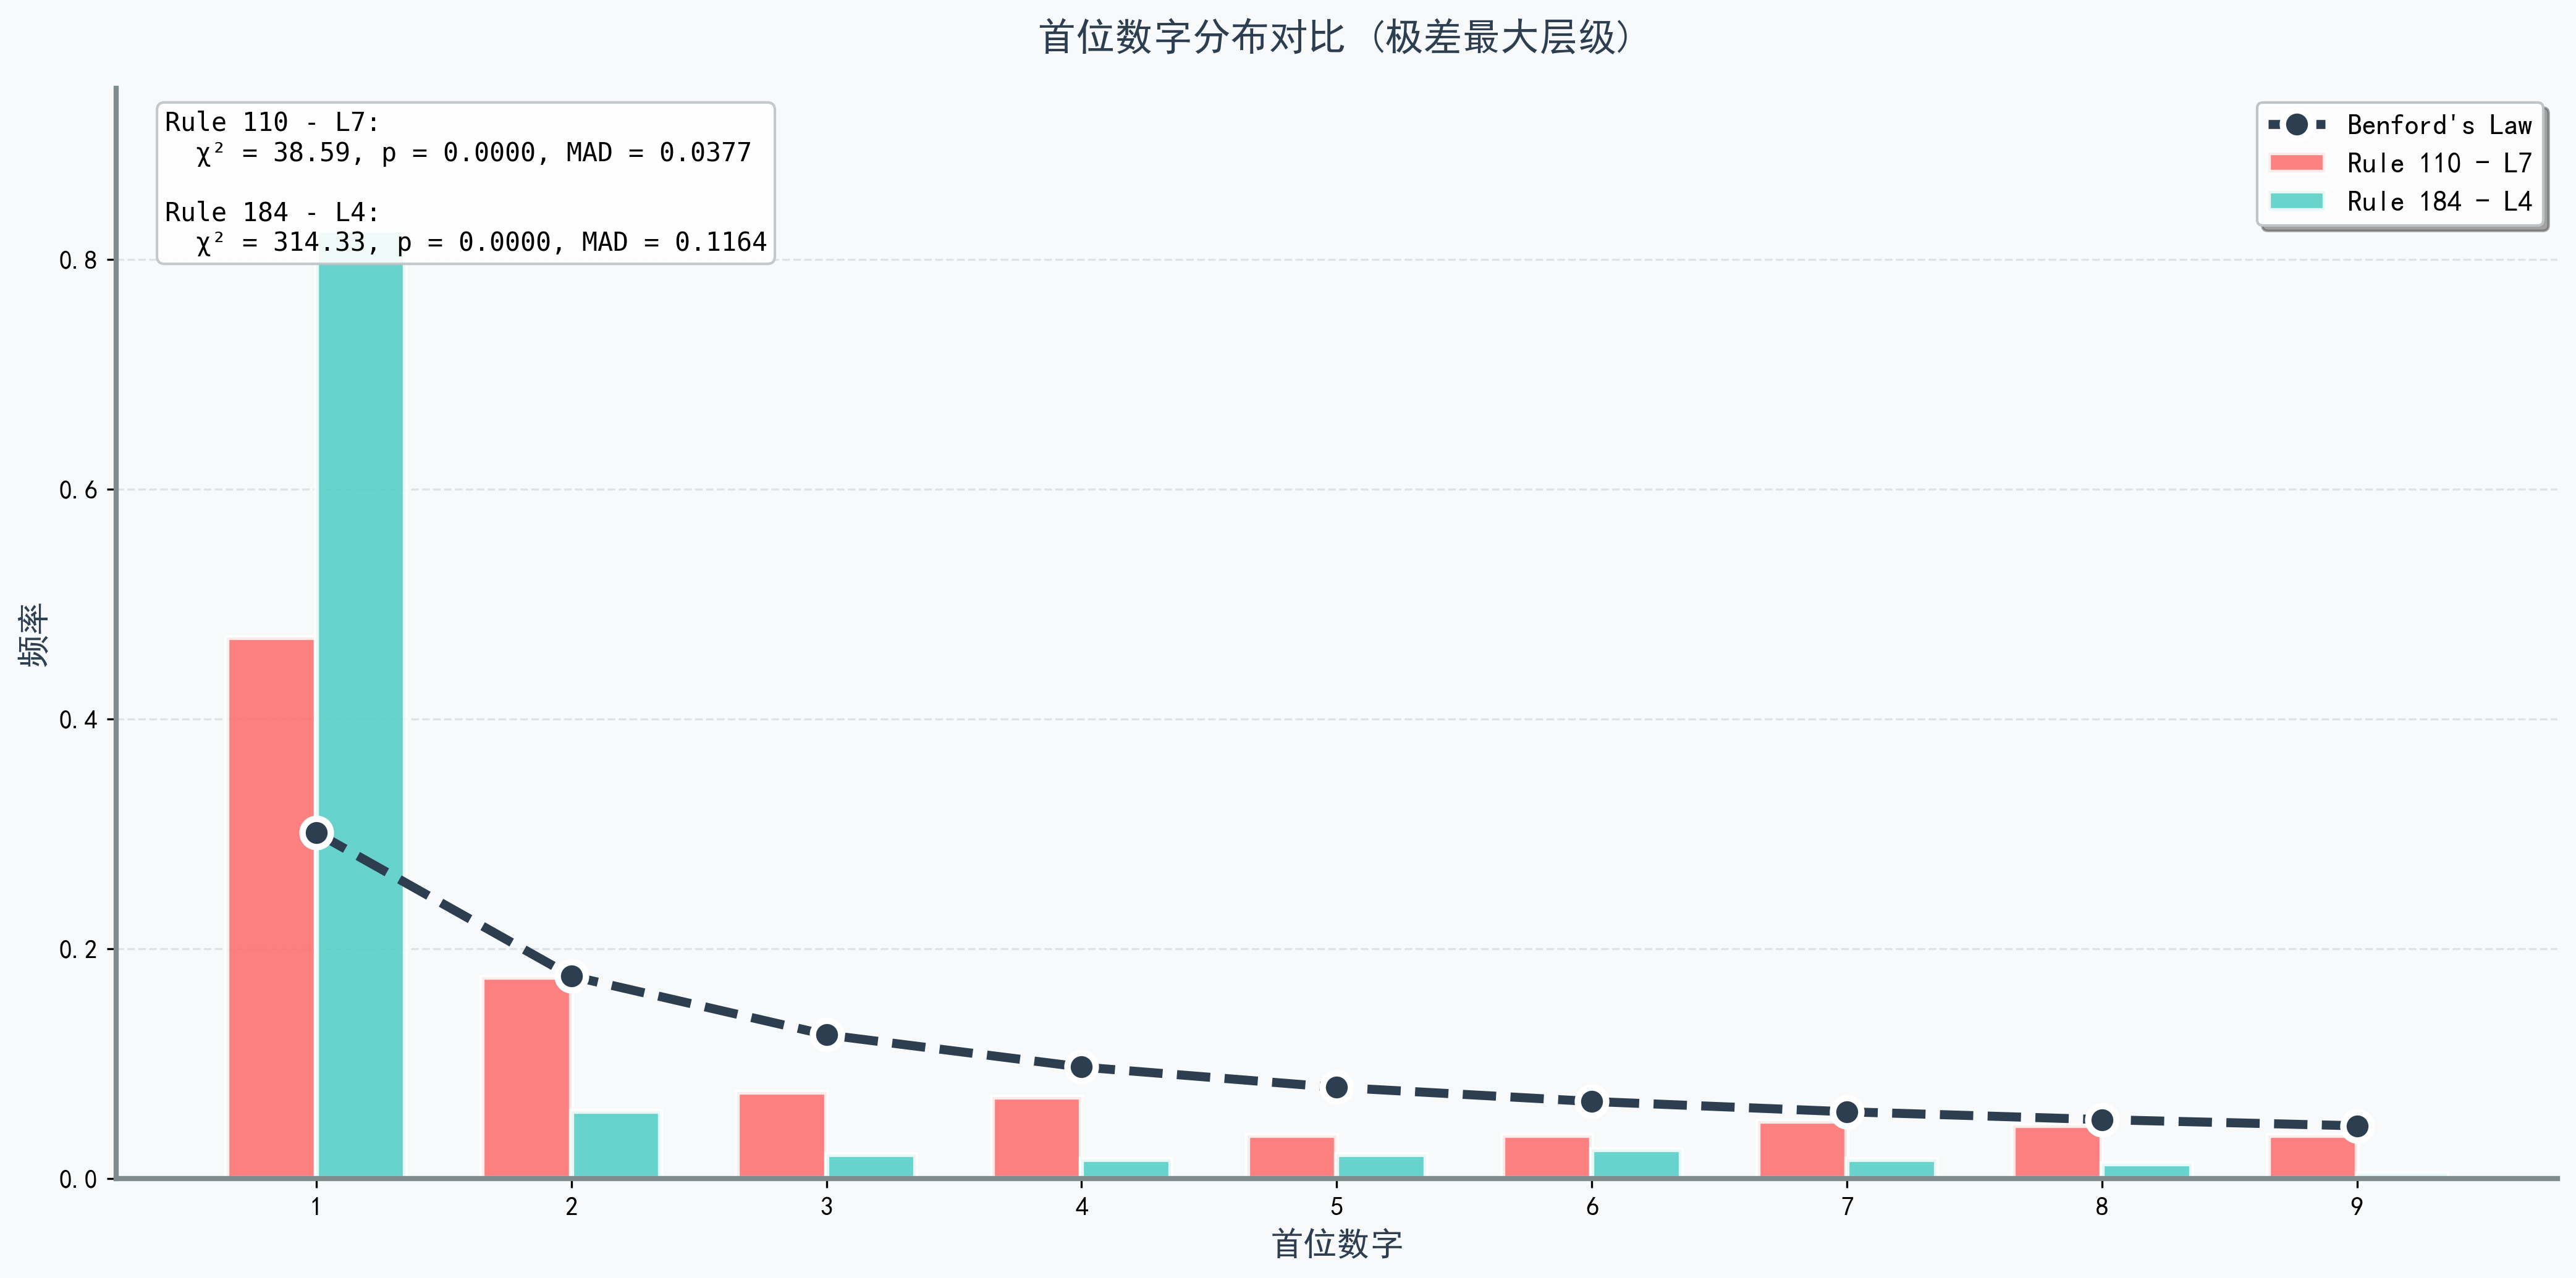 首位数字分布对比 (极差最大层级)
Rule 110 - L7:
χ² = 38.59, p = 0.0000, MAD = 0.0377
Rule 184 - L4:
χ² = 314.33, p = 0.0000, MAD = 0.1164
Benford's Law
Rule 110 - L7
Rule 184 - L4
0.8
0.6
0.4
0.2
0.0
频率
1 2 3 4 5 6 7 8 9
首位数字